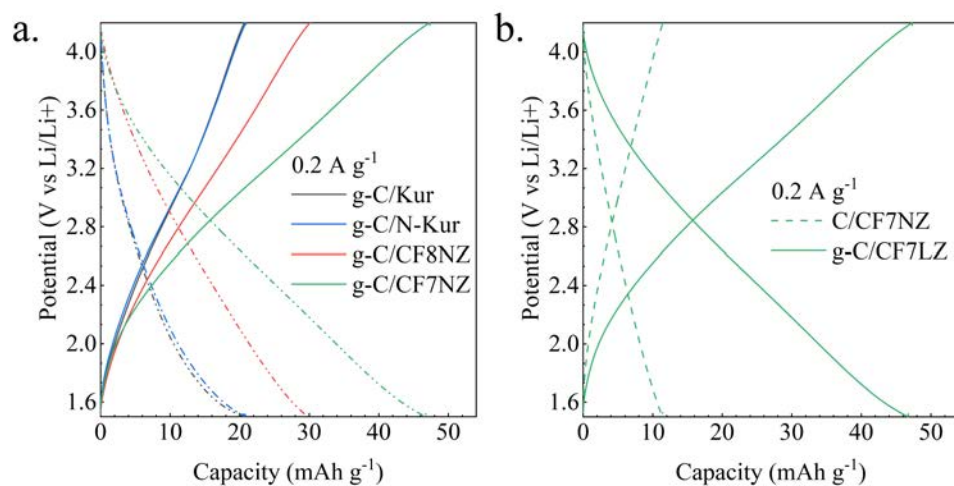 a.
Potential (V vs Li/Li+)
4.0
3.6
3.2
2.8
2.4
2.0
1.6
0.2 A g⁻¹
g-C/Kur
g-C/N-Kur
g-C/CF8NZ
g-C/CF7NZ
0 10 20 30 40 50
Capacity (mAh g⁻¹)
b.
Potential (V vs Li/Li+)
4.0
3.6
3.2
2.8
2.4
2.0
1.6
0.2 A g⁻¹
C/CF7NZ
g-C/CF7LZ
0 10 20 30 40 50
Capacity (mAh g⁻¹)